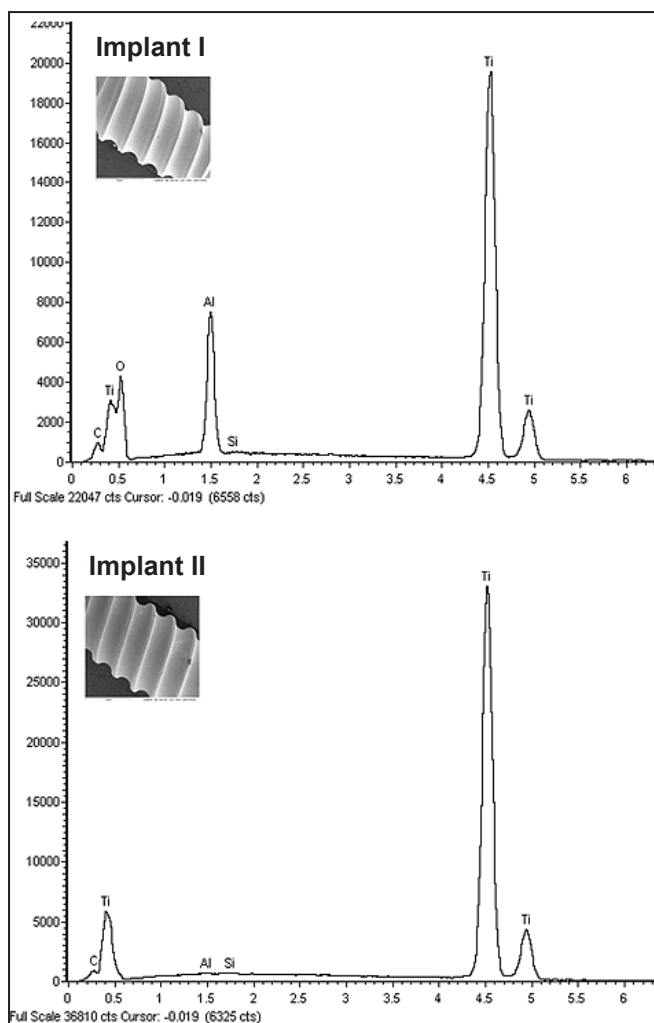 Implant I
22000
20000
18000
16000
14000
12000
10000
8000
6000
4000
2000
0
Ti
Al
O
Ti
C
Si
Ti
0 0.5 1 1.5 2 2.5 3 3.5 4 4.5 5 5.5 6
Full Scale 22047 cts Cursor: -0.019 (6558 cts)
Implant II
35000
30000
25000
20000
15000
10000
5000
0
Ti
Ti
C
Al
Si
Ti
0 0.5 1 1.5 2 2.5 3 3.5 4 4.5 5 5.5 6
Full Scale 36810 cts Cursor: -0.019 (6325 cts)